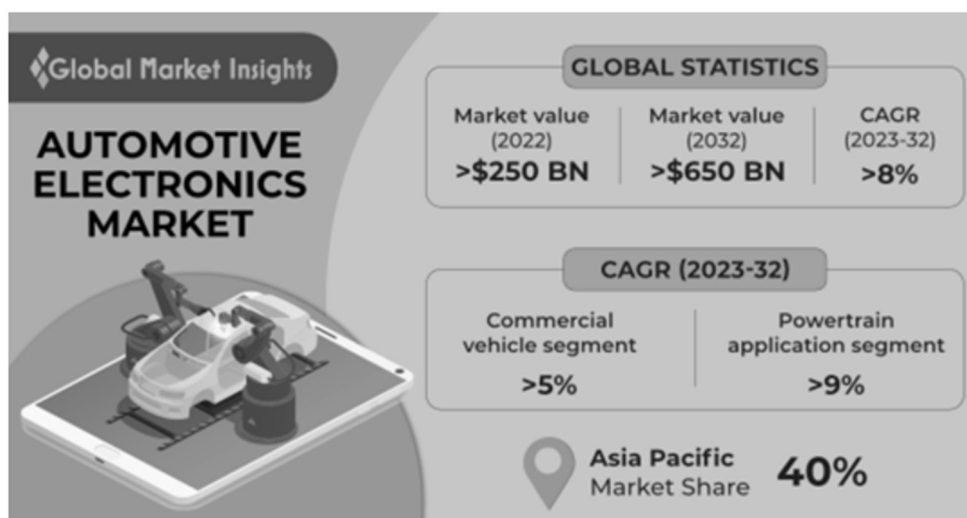 Global Market Insights
AUTOMOTIVE
ELECTRONICS
MARKET
GLOBAL STATISTICS
Market value
(2022)
>$250 BN
Market value
(2032)
>$650 BN
CAGR
(2023-32)
>8%
CAGR (2023-32)
Commercial
vehicle segment
>5%
Powertrain
application segment
>9%
Asia Pacific
Market Share
40%